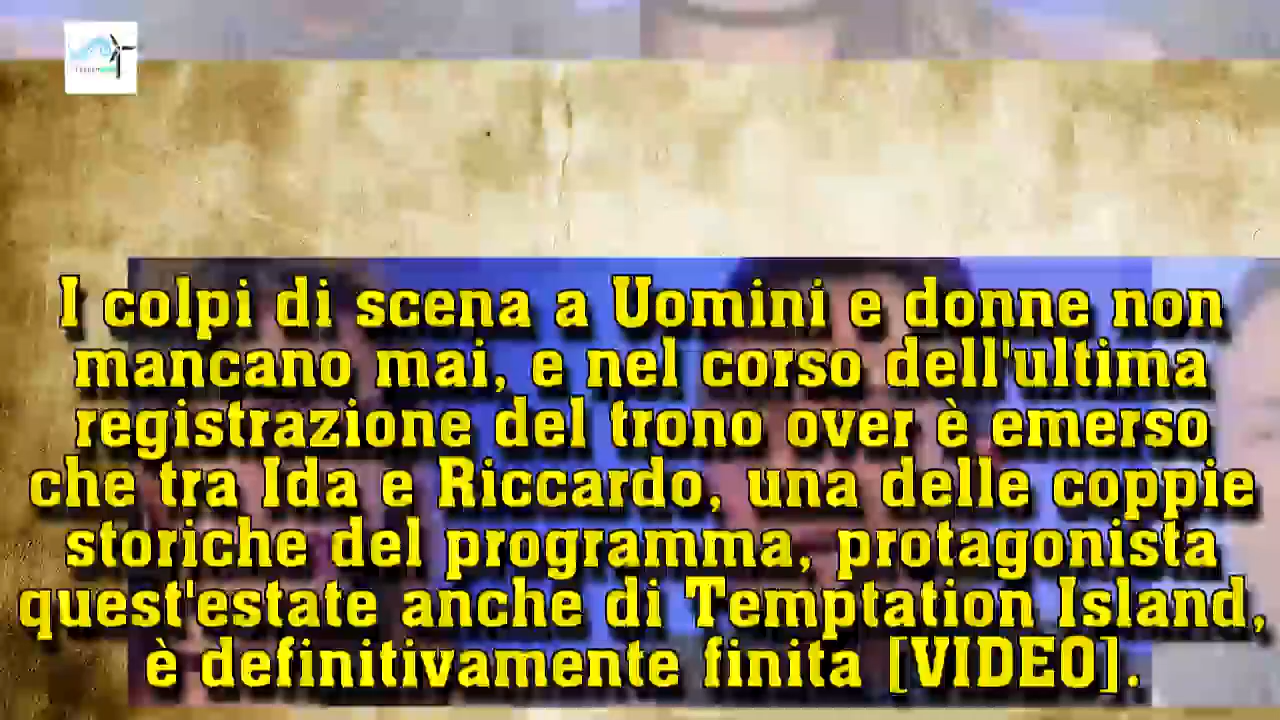 I colpi di scena a Uomini e donne non
mancano mai, e nel corso dell'ultima
registrazione del trono over è emerso
che tra Ida e Riccardo, una delle coppie
storiche del programma, protagonista
quest'estate anche di Temptation Island,
è definitivamente finita [VIDEO].